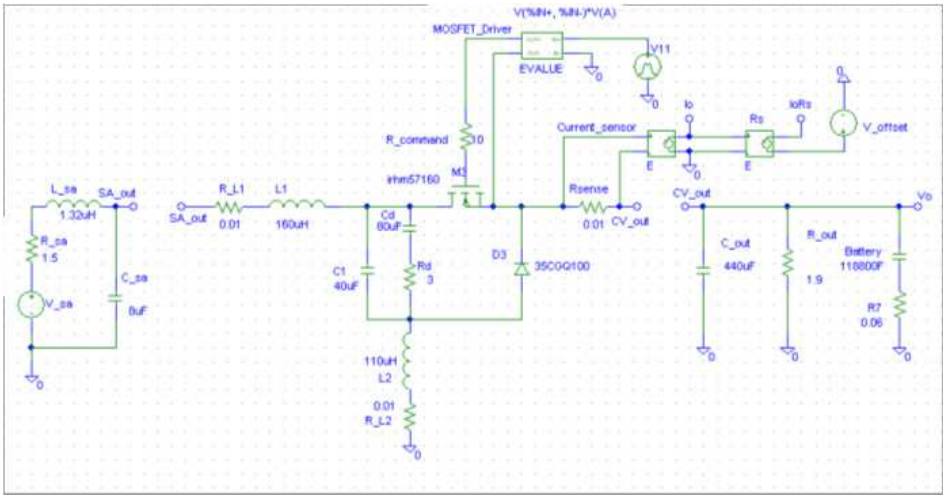 V(%IN+, %IN-)*V(A)
MOSFET_Driver
V11
EVALUE
0
0
0
Io
Rs
IoRs
V_offset
Current_sensor
R_command
10
E
E
0
M3
irhm57160
L_sa
SA_out
1.32uH
R_L1
L1
SA_out
0.01
160uH
Rsense
CV_out
0.01
CV_out
Vo
Cd
80uF
R_sa
1.5
C_sa
8uF
V_sa
0
C1
40uF
Rd
3
D3
35CGQ100
C_out
440uF
R_out
1.9
Battery
118800F
R7
0.06
0
0
0
110uH
L2
0.01
R_L2
0